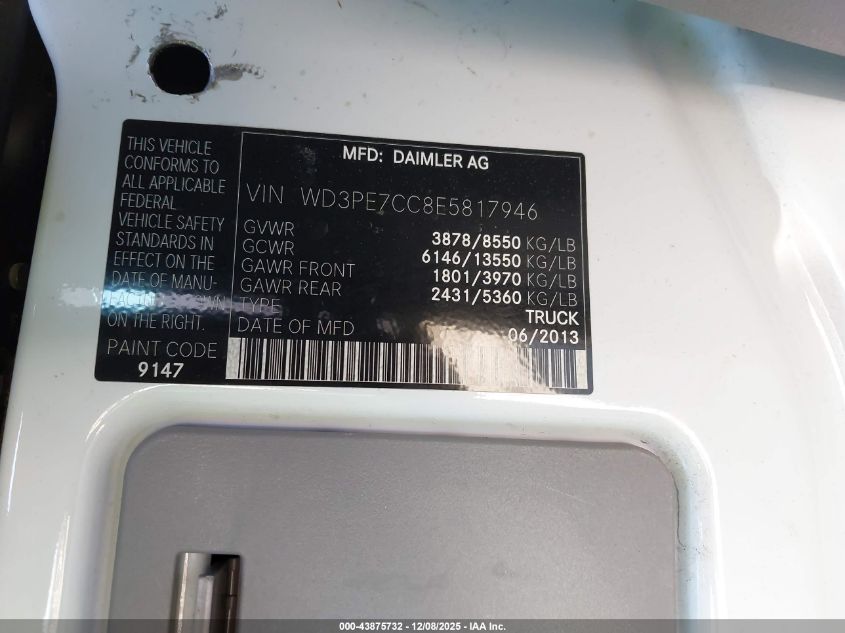 THIS VEHICLE
CONFORMS TO
ALL APPLICABLE
FEDERAL
VEHICLE SAFETY
STANDARDS IN
EFFECT ON THE
DATE OF MANU-
FACTURE SHOWN
ON THE RIGHT.
PAINT CODE
9147
MFD: DAIMLER AG
VIN WD3PE7CC8E5817946
GVWR 3878/8550 KG/LB
GCWR 6146/13550 KG/LB
GAWR FRONT 1801/3970 KG/LB
GAWR REAR 2431/5360 KG/LB
TYPE TRUCK
DATE OF MFD 06/2013
000-43875732 - 12/08/2025 - IAA Inc.